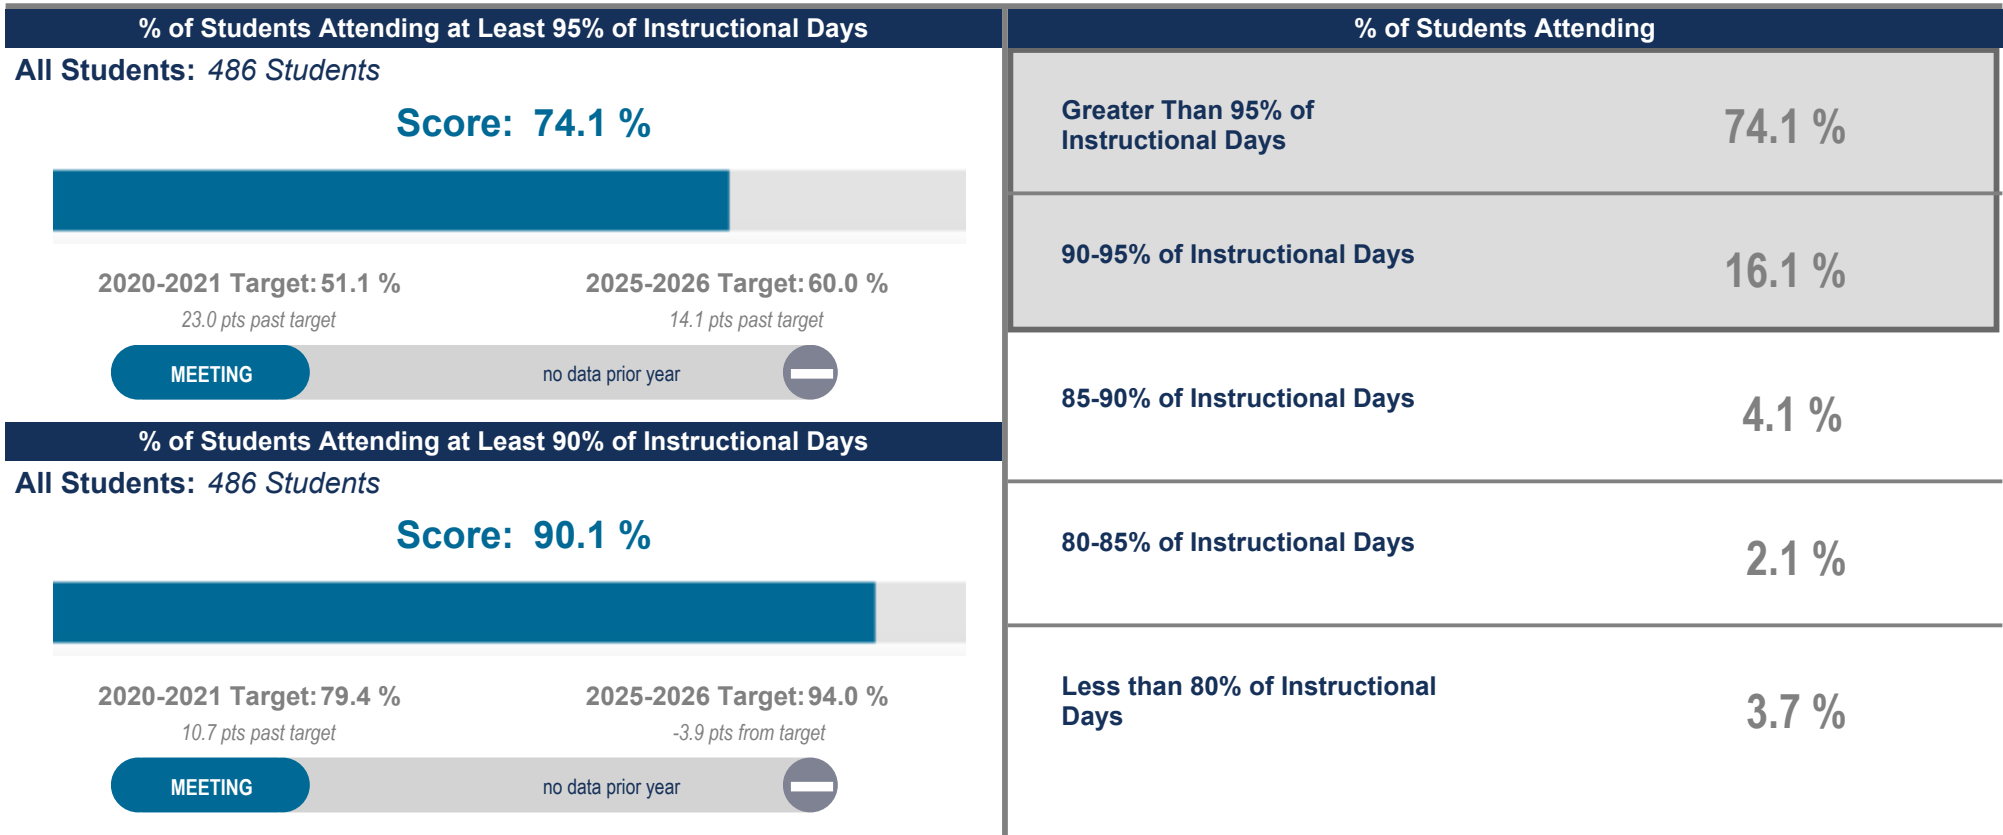 % of Students Attending at Least 95% of Instructional Days
All Students: 486 Students
Score: 74.1 %
2020-2021 Target: 51.1 %
23.0 pts past target
2025-2026 Target: 60.0 %
14.1 pts past target
MEETING
no data prior year
% of Students Attending at Least 90% of Instructional Days
All Students: 486 Students
Score: 90.1 %
2020-2021 Target: 79.4 %
10.7 pts past target
2025-2026 Target: 94.0 %
-3.9 pts from target
MEETING
no data prior year
% of Students Attending
Greater Than 95% of
Instructional Days
74.1 %
90-95% of Instructional Days
16.1 %
85-90% of Instructional Days
4.1 %
80-85% of Instructional Days
2.1 %
Less than 80% of Instructional
Days
3.7 %